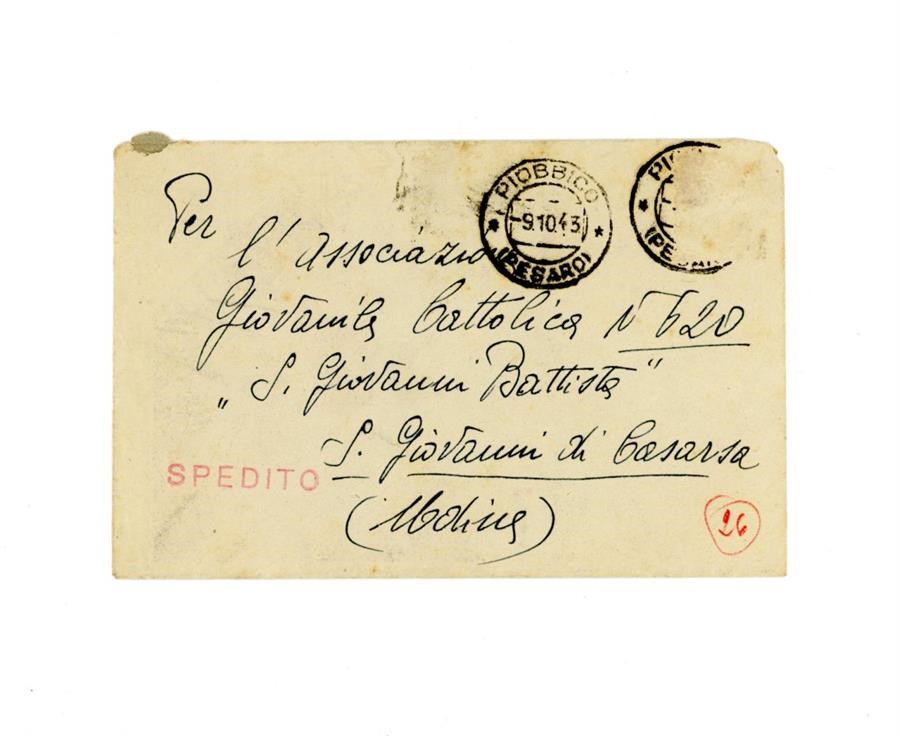 PIOBBICO
-9.10.43
(PESARO)
Per
l' Associazio
Giovanile Cattolica N 620
"S. Giovanni Battista"
S. Giovanni di Casarsa
(Udine)
SPEDITO
26